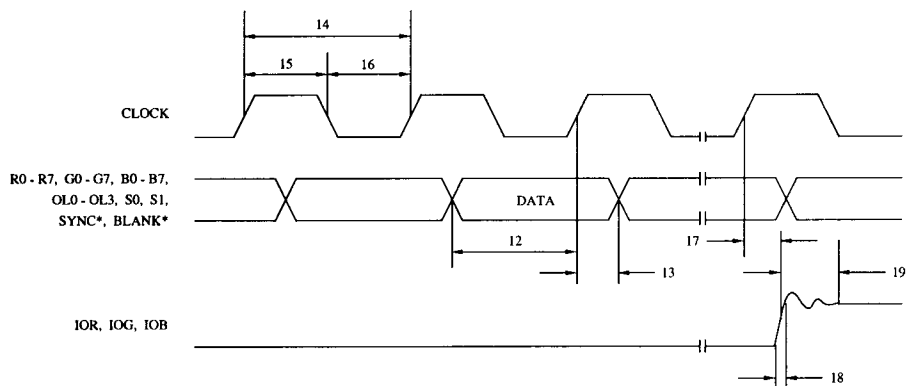 14
15
16
CLOCK
R0 - R7, G0 - G7, B0 - B7,
OL0 - OL3, S0, S1,
SYNC*, BLANK*
DATA
12
13
17
19
IOR, IOG, IOB
18